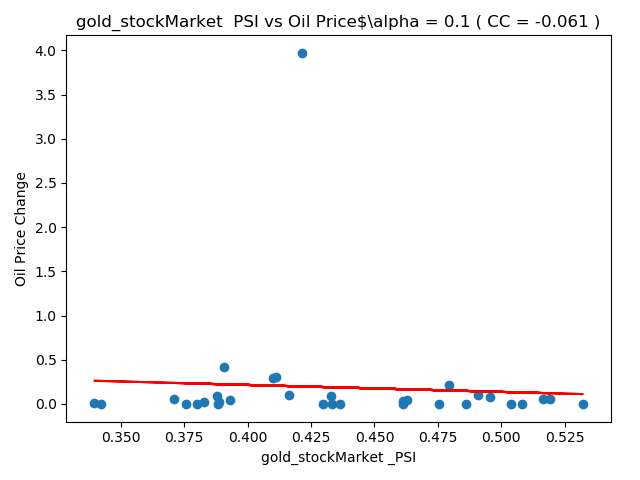 gold_stockMarket  PSI vs Oil Price$\alpha = 0.1 ( CC = -0.061 )
4.0
3.5
3.0
2.5
2.0
1.5
1.0
0.5
0.0
Oil Price Change
0.350 0.375 0.400 0.425 0.450 0.475 0.500 0.525
gold_stockMarket _PSI